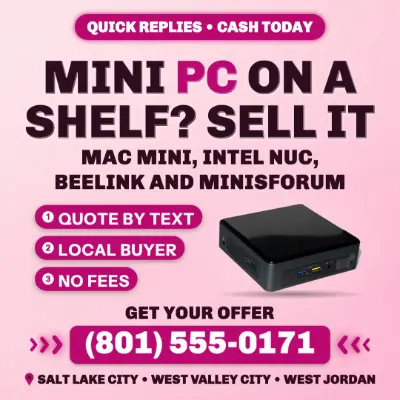 QUICK REPLIES • CASH TODAY
MINI PC ON A
SHELF? SELL IT
MAC MINI, INTEL NUC,
BEELINK AND MINISFORUM
1 QUOTE BY TEXT
2 LOCAL BUYER
3 NO FEES
GET YOUR OFFER
(801) 555-0171
SALT LAKE CITY • WEST VALLEY CITY • WEST JORDAN